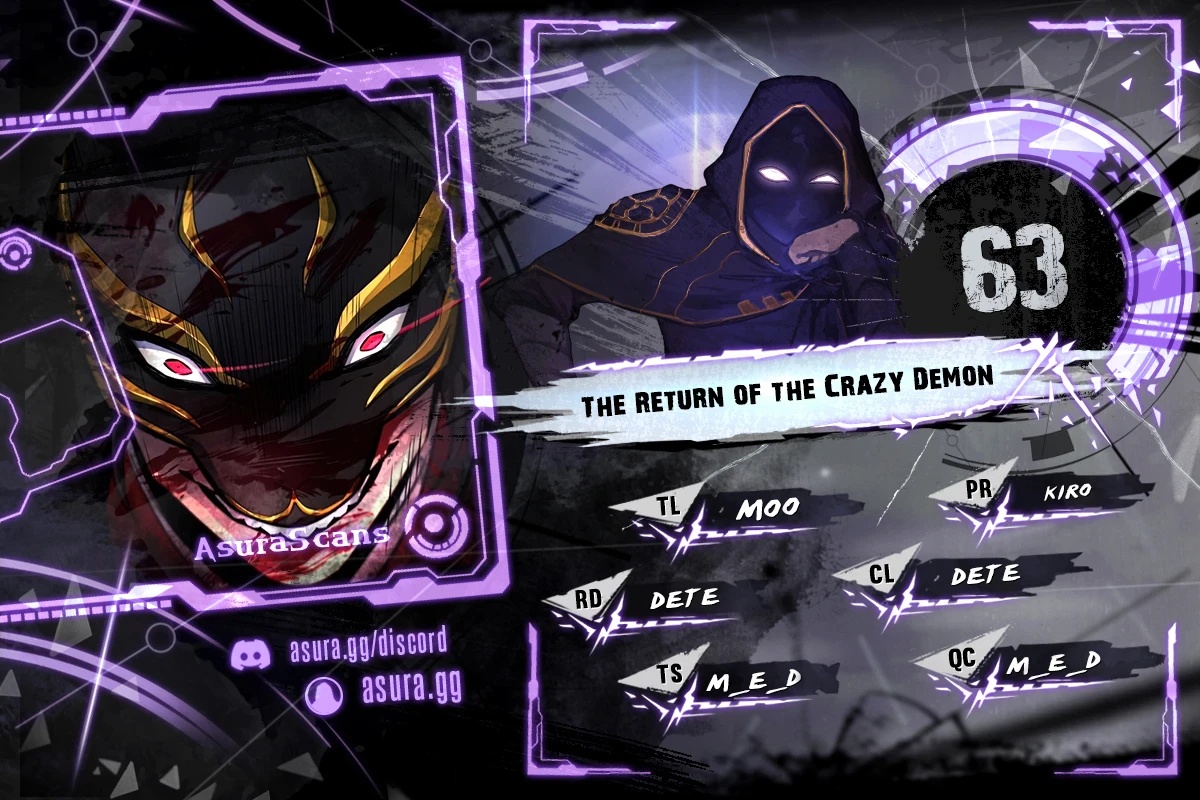 63
THE RETURN OF THE CRAZY DEMON
TL MOO
PR KIRO
RD DETE
CL DETE
TS M_E_D
QC M_E_D
AsuraScans
asura.gg/discord
asura.gg